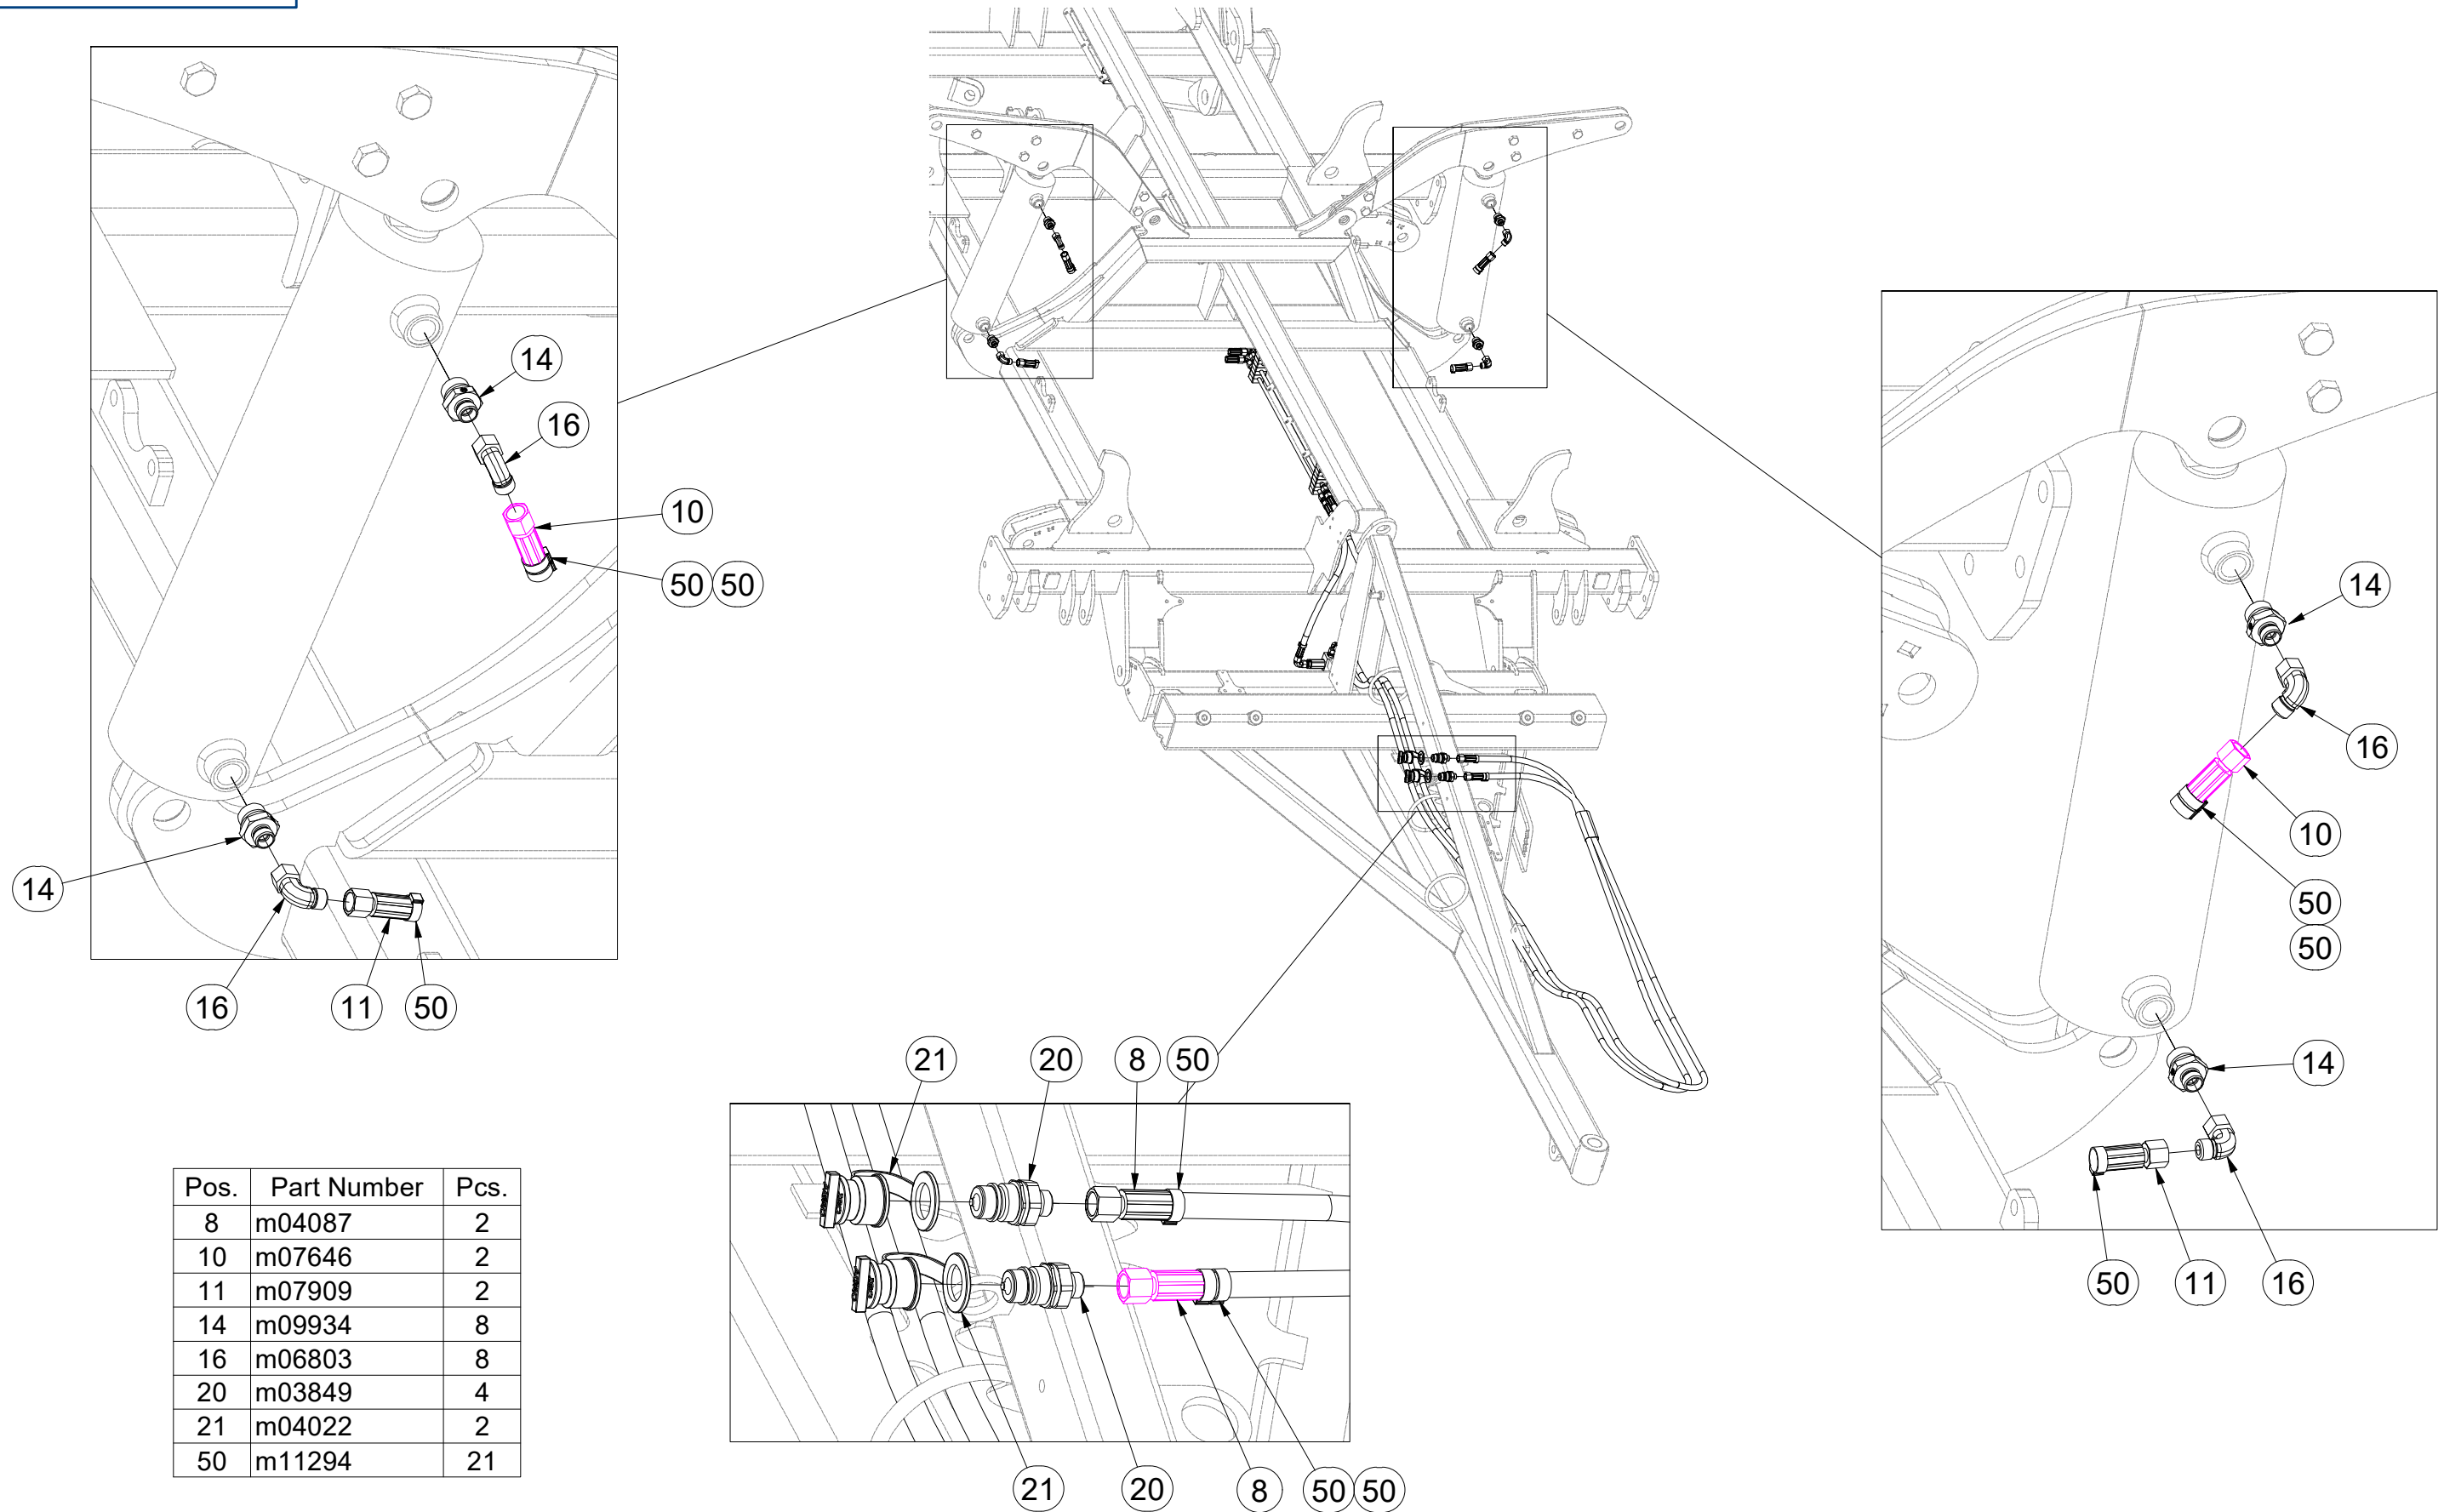 14
16
10
50 50
14
16 11 50
14
16
10
50
50
14
50 11 16
21 20 8 50
21 20 8 50 50
Pos. Part Number Pcs.
8 m04087 2
10 m07646 2
11 m07909 2
14 m09934 8
16 m06803 8
20 m03849 4
21 m04022 2
50 m11294 21